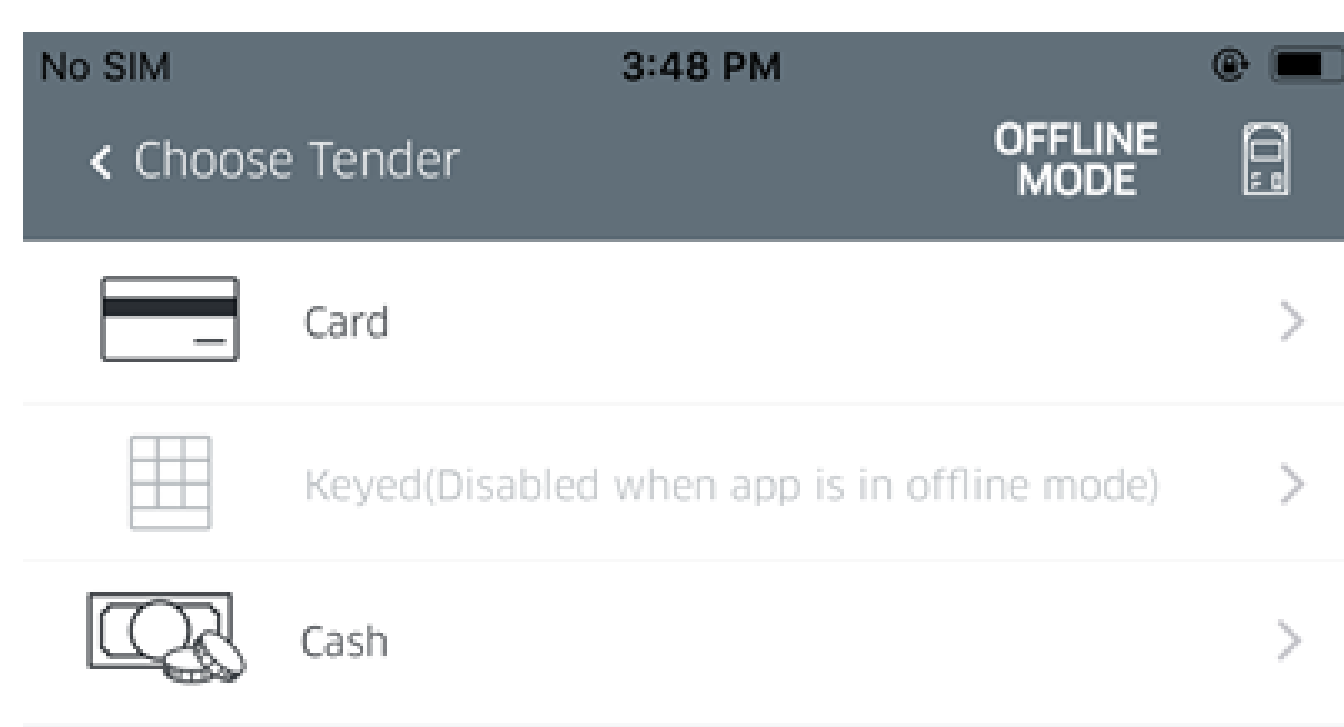 No SIM 3:48 PM
Choose Tender
OFFLINE
MODE
Card
Keyed(Disabled when app is in offline mode)
Cash